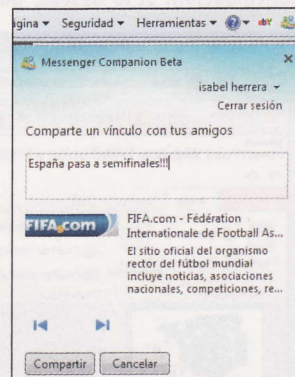 ágina Seguridad Herramientas
Messenger Companion Beta
isabel herrera
Cerrar sesión
Comparte un vínculo con tus amigos
España pasa a semifinales!!!
FIFA.com
FIFA.com - Fédération
Internationale de Football As...
El sitio oficial del organismo
rector del fútbol mundial
incluye noticias, asociaciones
nacionales, competiciones, re...
Compartir Cancelar